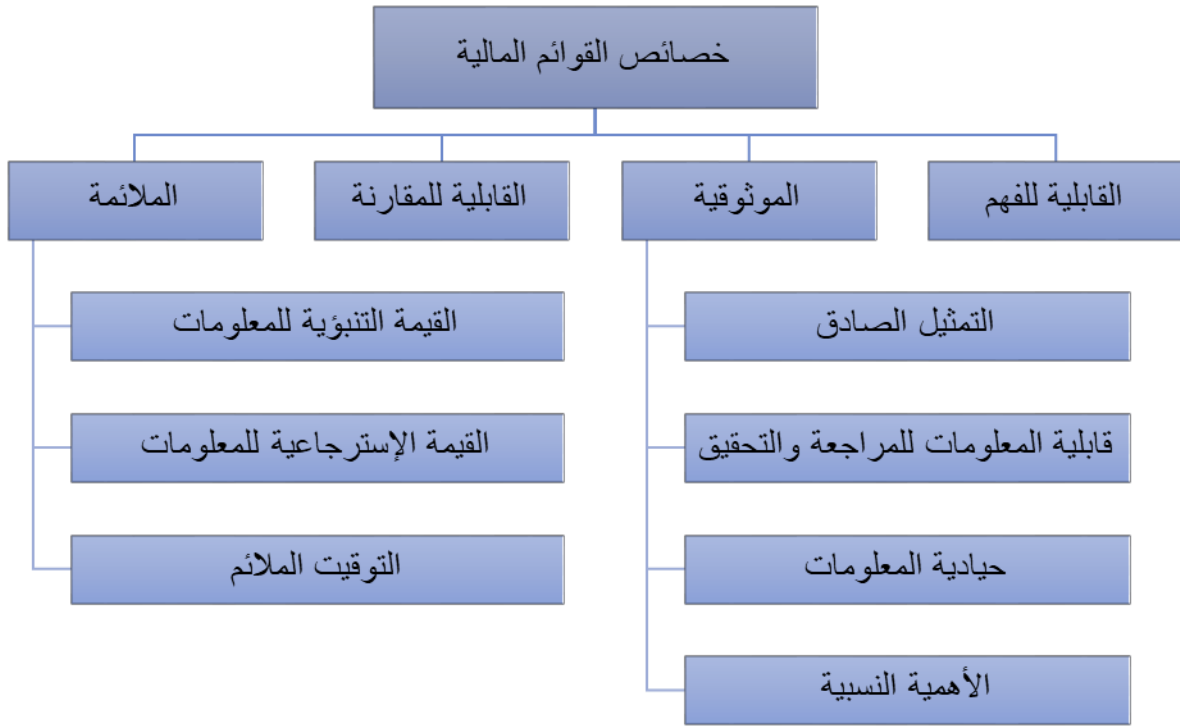 خصائص القوائم المالية
القابلية للفهم
الموثوقية
القابلية للمقارنة
الملائمة
التمثيل الصادق
قابلية المعلومات للمراجعة والتحقيق
حيادية المعلومات
الأهمية النسبية
القيمة التنبؤية للمعلومات
القيمة الإسترجاعية للمعلومات
التوقيت الملائم